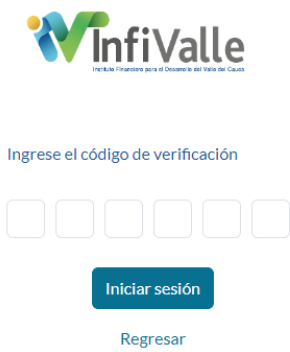 InfiValle
Instituto Financiero para el Desarrollo del Valle del Cauca
Ingrese el código de verificación
Iniciar sesión
Regresar